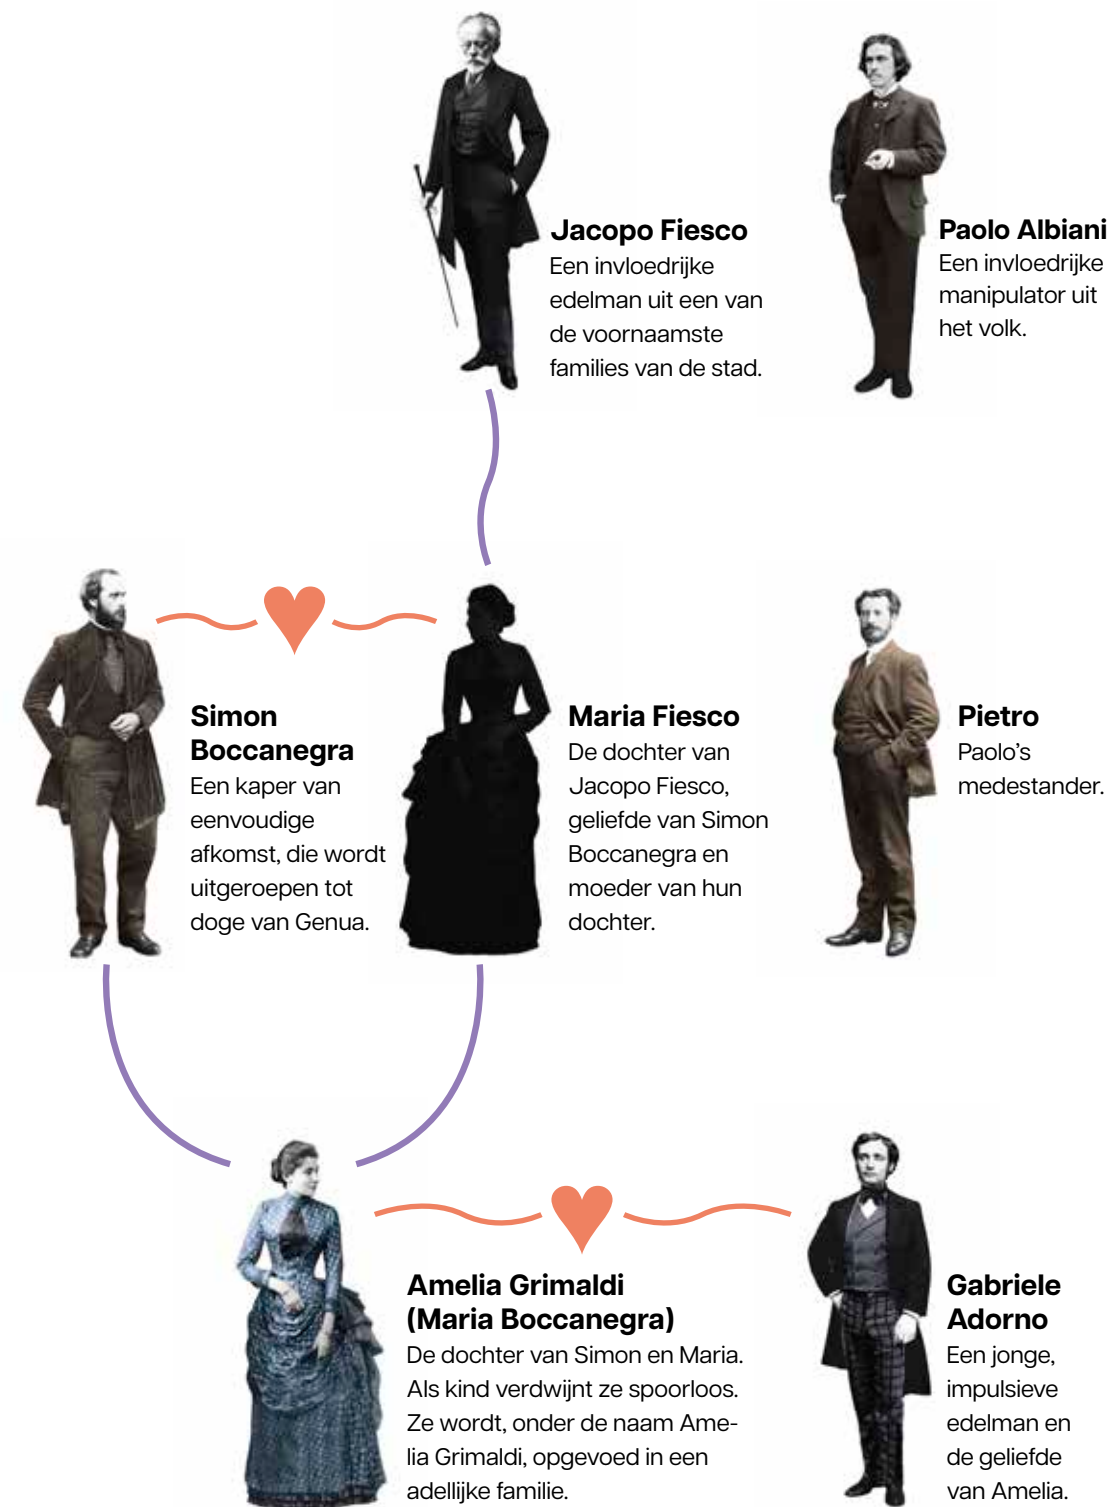 Jacopo Fiesco
Een invloedrijke
edelman uit een van
de voornaamste
families van de stad.
Paolo Albiani
Een invloedrijke
manipulator uit
het volk.
Simon
Boccanegra
Een kaper van
eenvoudige
afkomst, die wordt
uitgeroepen tot
doge van Genua.
Maria Fiesco
De dochter van
Jacopo Fiesco,
geliefde van Simon
Boccanegra en
moeder van hun
dochter.
Pietro
Paolo’s
medestander.
Amelia Grimaldi
(Maria Boccanegra)
De dochter van Simon en Maria.
Als kind verdwijnt ze spoorloos.
Ze wordt, onder de naam Ame-
lia Grimaldi, opgevoed in een
adellijke familie.
Gabriele
Adorno
Een jonge,
impulsieve
edelman en
de geliefde
van Amelia.